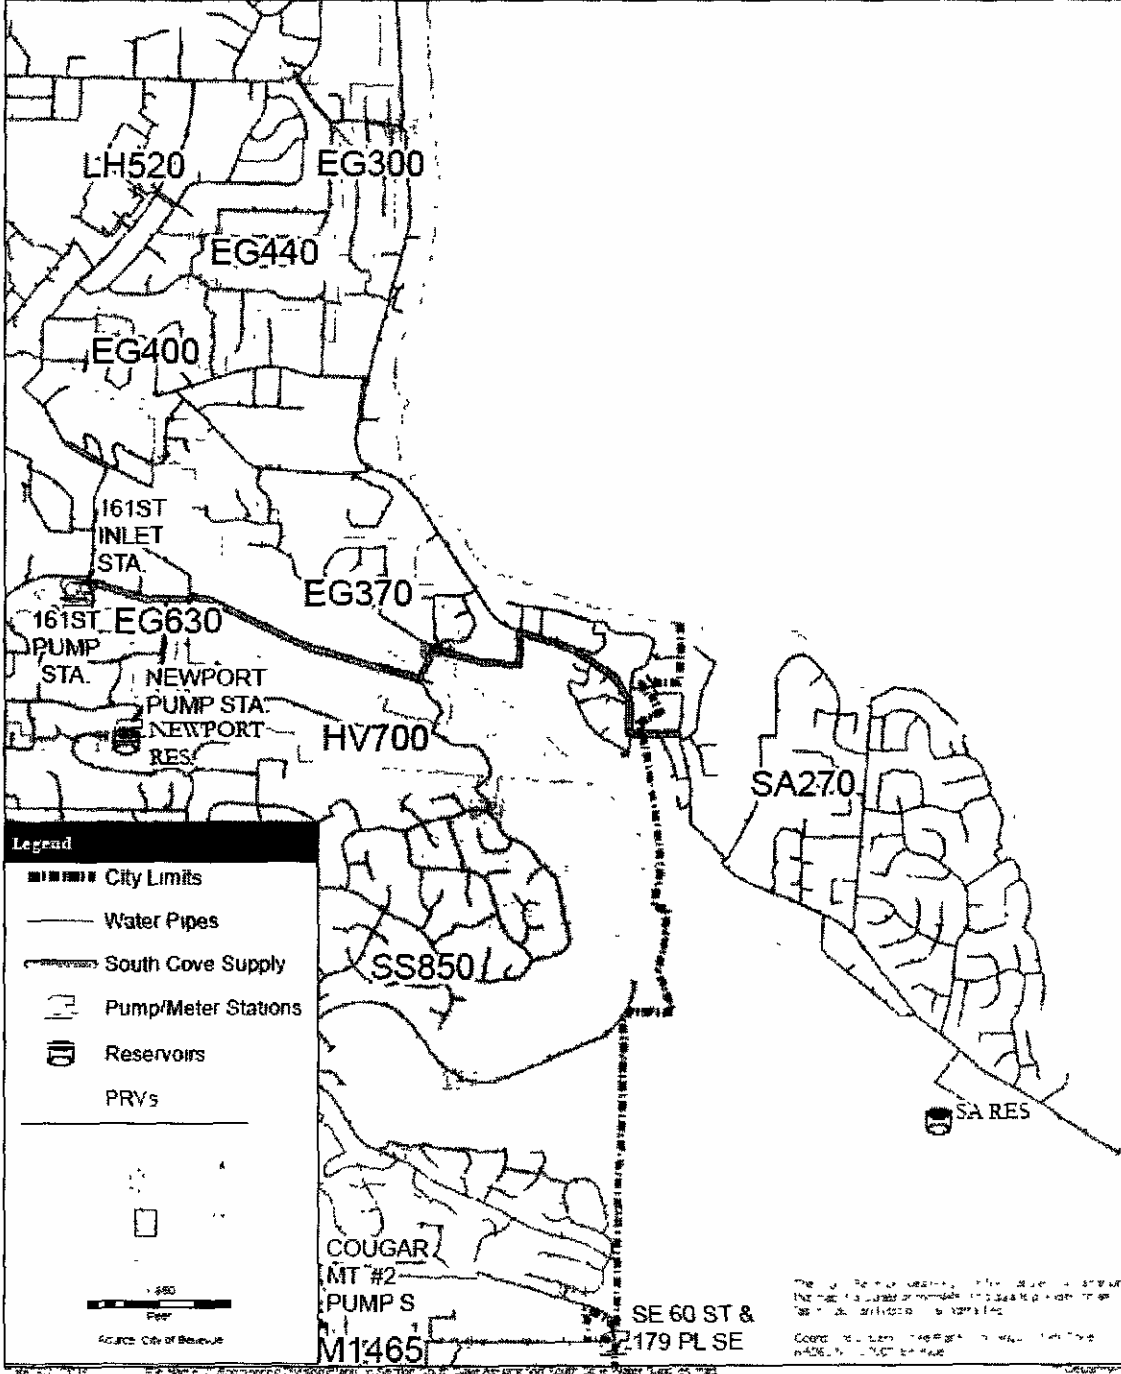 LH520
EG300
EG440
EG400
161ST
INLET
STA.
EG370
161ST
PUMP
STA.
EG630
NEWPORT
PUMP STA.
NEWPORT
RES.
HV700
SA270
Legend
City Limits
Water Pipes
South Cove Supply
Pump/Meter Stations
Reservoirs
PRVs
Feet
Source City of Bellevue
SS850
SA RES
COUGAR
MT #2
PUMP S
M1465
SE 60 ST &
179 PL SE